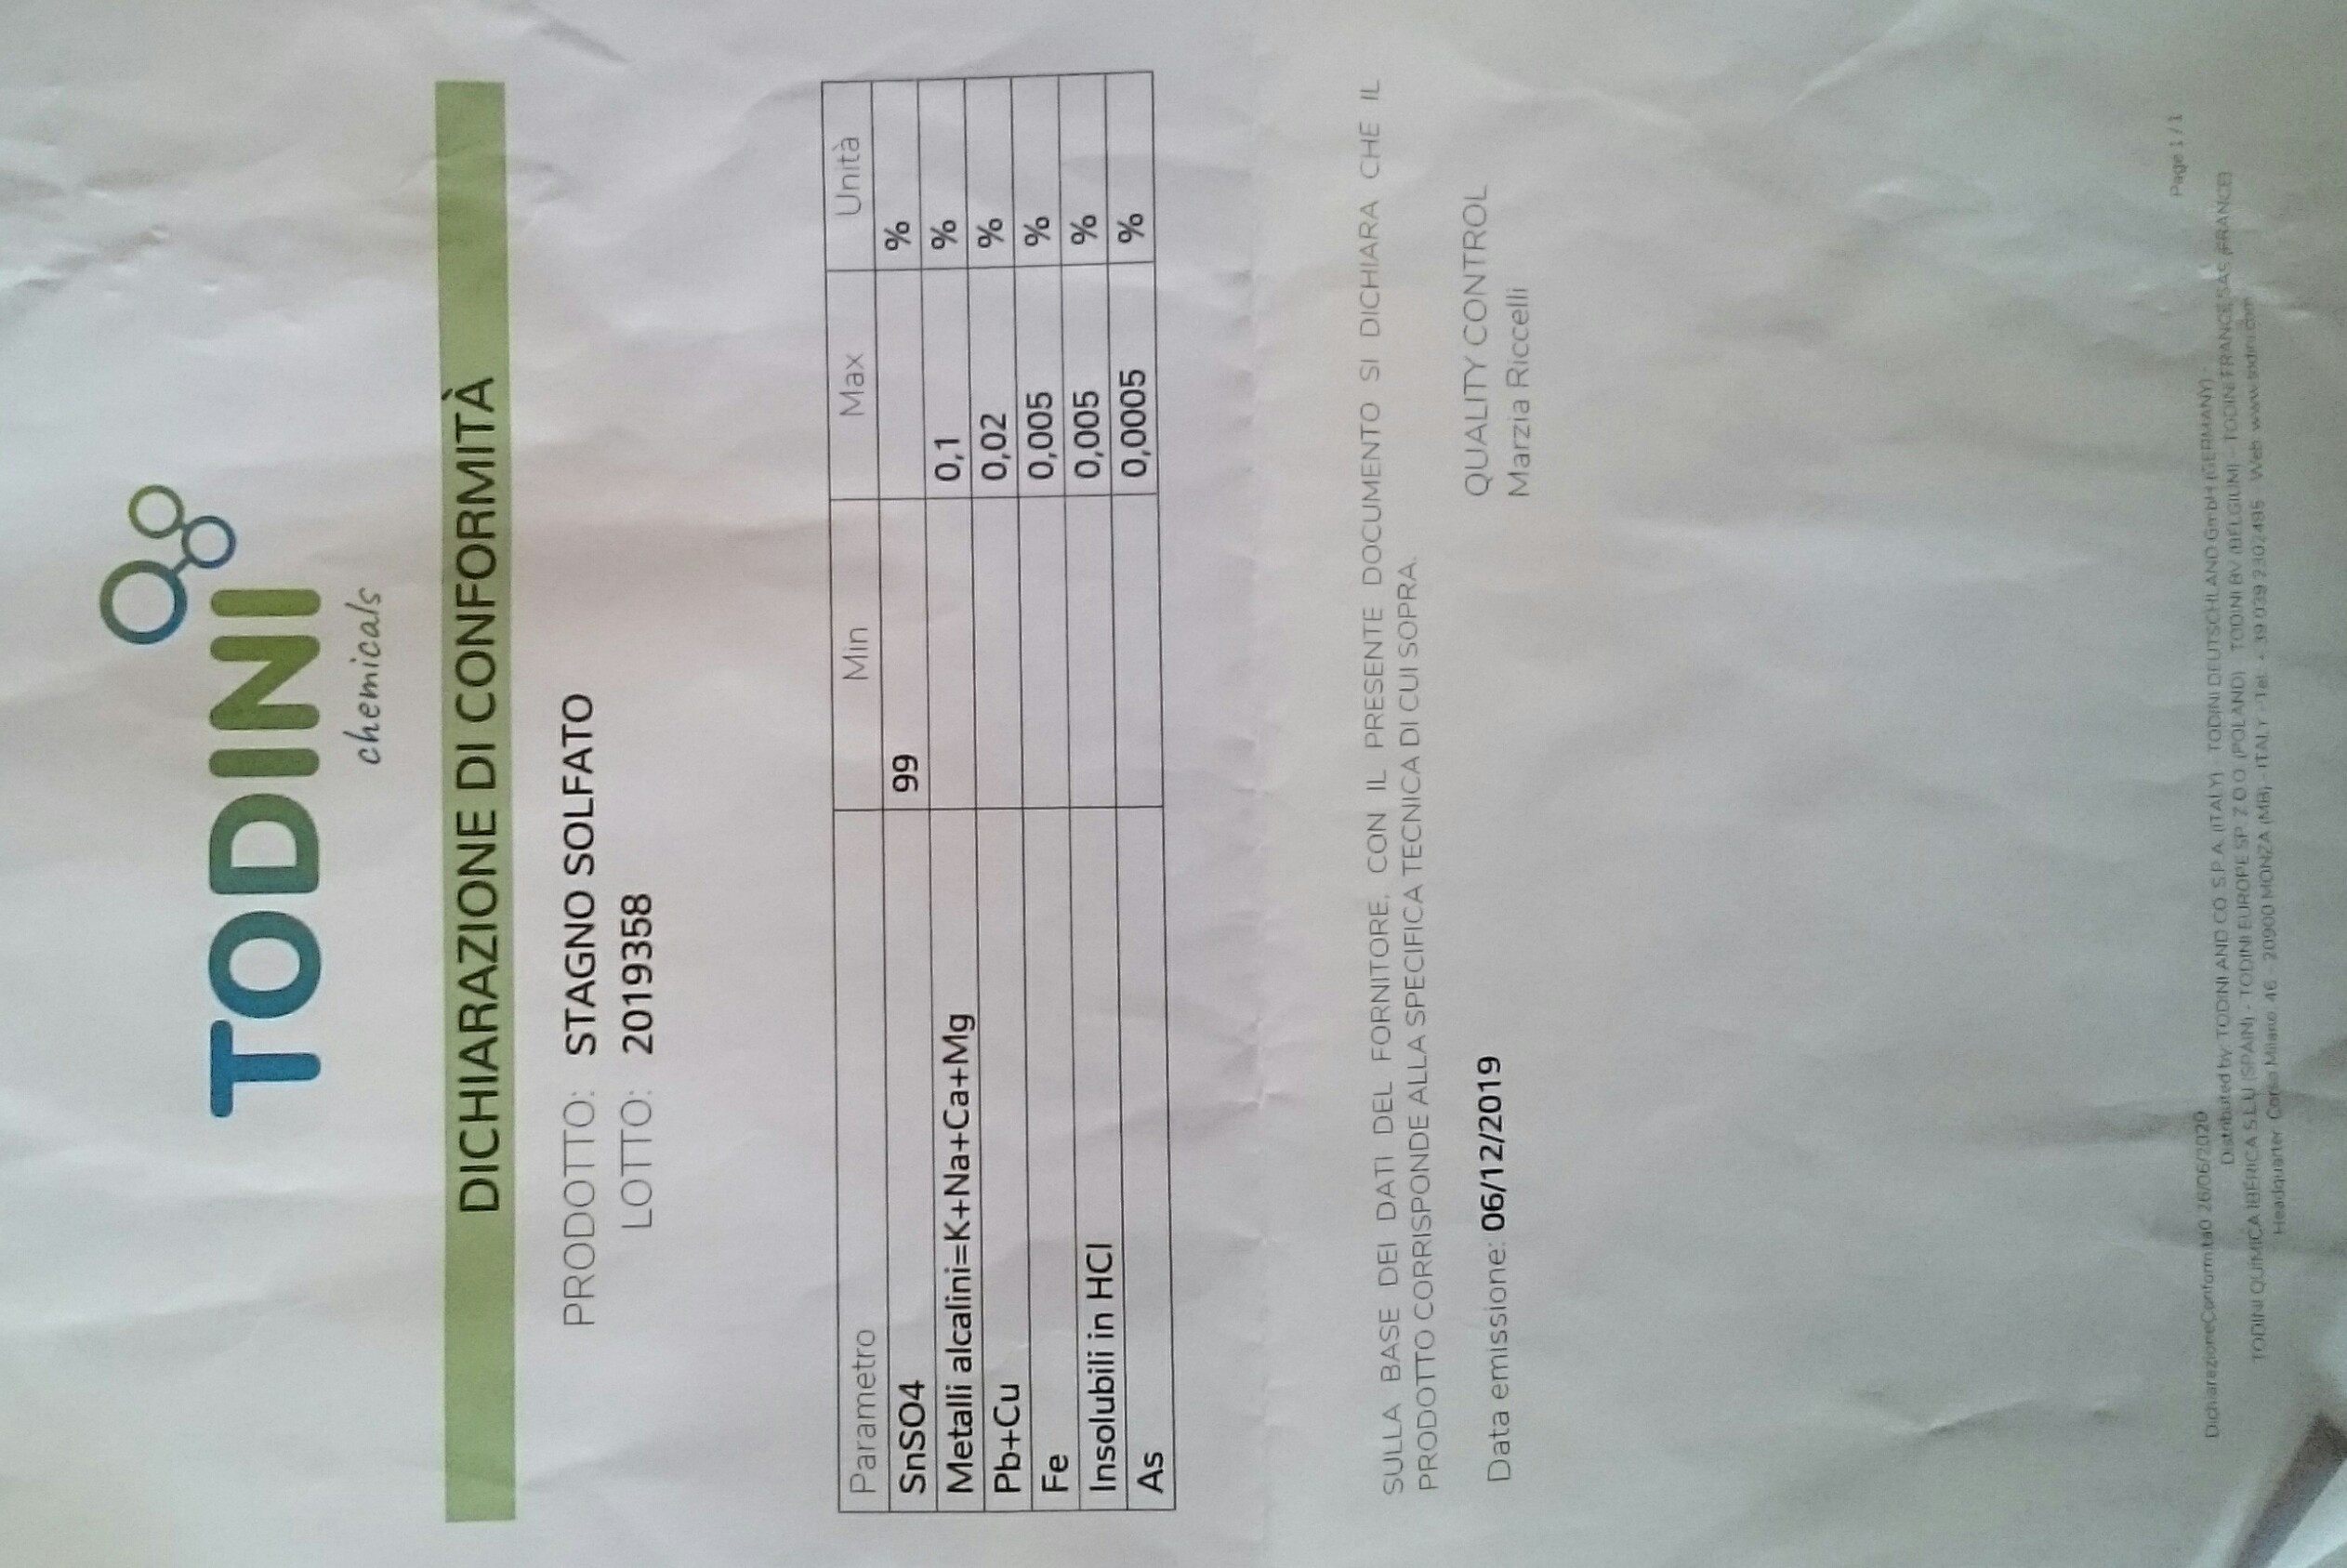 TODINI
chemicals
DICHIARAZIONE DI CONFORMITÀ
PRODOTTO: STAGNO SOLFATO
LOTTO: 2019358
Parametro Min Max Unità
SnSO4 99 %
Metalli alcalini=K+Na+Ca+Mg 0,1 %
Pb+Cu 0,02 %
Fe 0,005 %
Insolubili in HCl 0,005 %
As 0,0005 %
SULLA BASE DEI DATI DEL FORNITORE, CON IL PRESENTE DOCUMENTO SI DICHIARA CHE IL
PRODOTTO CORRISPONDE ALLA SPECIFICA TECNICA DI CUI SOPRA.
QUALITY CONTROL
Data emissione: 06/12/2019
Marzia Riccelli
Page 1 / 1
DichiarazioneConformita0 26/06/2020
Distributed by TODINI AND CO. S.P.A. (ITALY) - TODINI DEUTSCHLAND GmbH (GERMANY) -
TODINI QUIMICA IBERICA S.L.U (SPAIN) - TODINI EUROPE SP. Z O.O. (POLAND) TODINI BV (BELGIUM) - TODINI FRANCE SAS (FRANCE)
Headquarter: Corso Milano, 46 - 20900 MONZA (MB) - ITALY - Tel. + 39 039 2302495 - Web www.todini.com